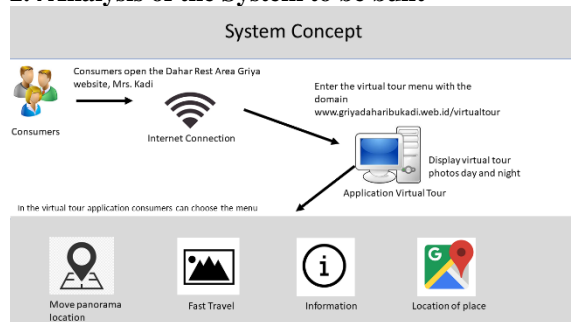 System Concept
Consumers open the Dahar Rest Area Griya
website, Mrs. Kadi
Enter the virtual tour menu with the
domain
www.griyadaharibukadi.web.id/virtualtour
Consumers
Internet Connection
Display virtual tour
photos day and night
Application Virtual Tour
In the virtual tour application consumers can choose the menu
G
Move panorama
location
Fast Travel
Information
Location of place